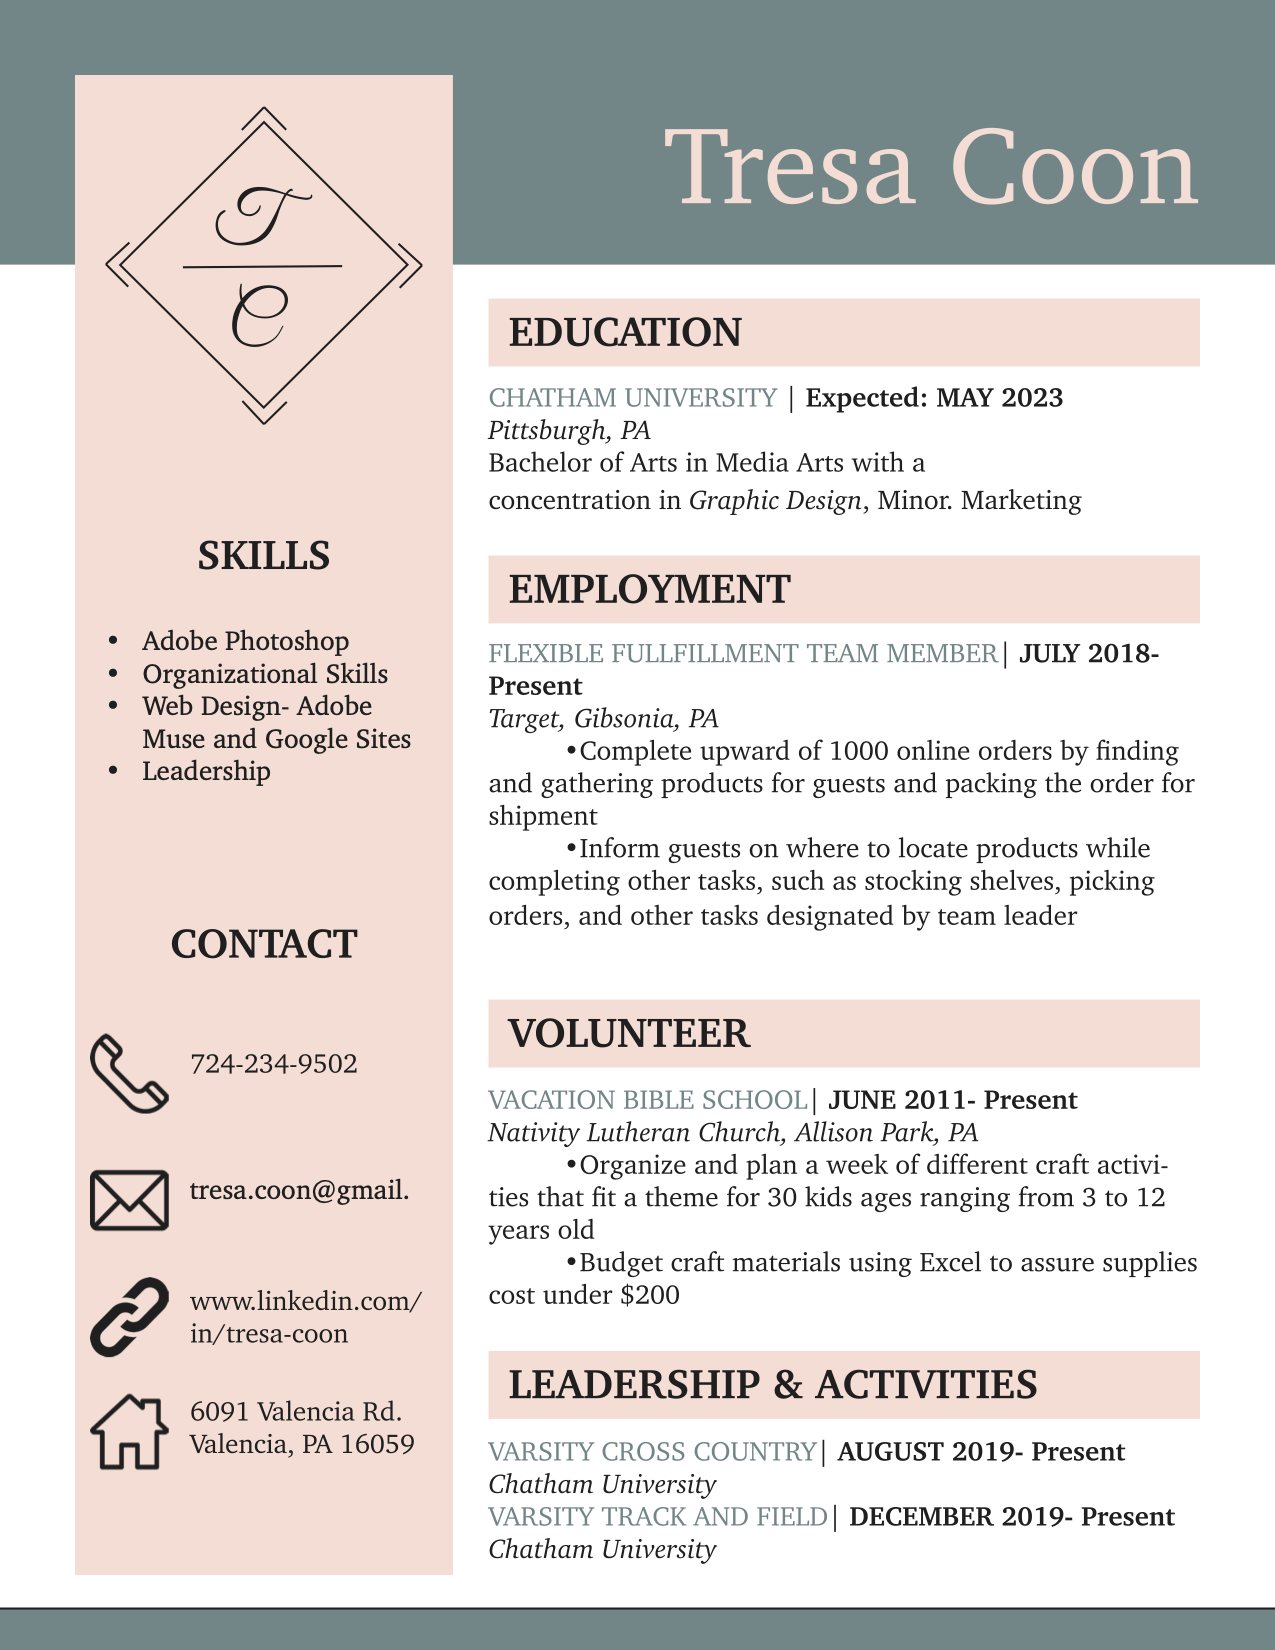 T
C
Tresa Coon
SKILLS
• Adobe Photoshop
• Organizational Skills
• Web Design- Adobe
Muse and Google Sites
• Leadership
CONTACT
724-234-9502
tresa.coon@gmail.
www.linkedin.com/
in/tresa-coon
6091 Valencia Rd.
Valencia, PA 16059
EDUCATION
CHATHAM UNIVERSITY | Expected: MAY 2023
Pittsburgh, PA
Bachelor of Arts in Media Arts with a
concentration in Graphic Design, Minor. Marketing
EMPLOYMENT
FLEXIBLE FULLFILLMENT TEAM MEMBER| JULY 2018-
Present
Target, Gibsonia, PA
•Complete upward of 1000 online orders by finding
and gathering products for guests and packing the order for
shipment
•Inform guests on where to locate products while
completing other tasks, such as stocking shelves, picking
orders, and other tasks designated by team leader
VOLUNTEER
VACATION BIBLE SCHOOL| JUNE 2011- Present
Nativity Lutheran Church, Allison Park, PA
•Organize and plan a week of different craft activi-
ties that fit a theme for 30 kids ages ranging from 3 to 12
years old
•Budget craft materials using Excel to assure supplies
cost under $200
LEADERSHIP & ACTIVITIES
VARSITY CROSS COUNTRY| AUGUST 2019- Present
Chatham University
VARSITY TRACK AND FIELD| DECEMBER 2019- Present
Chatham University